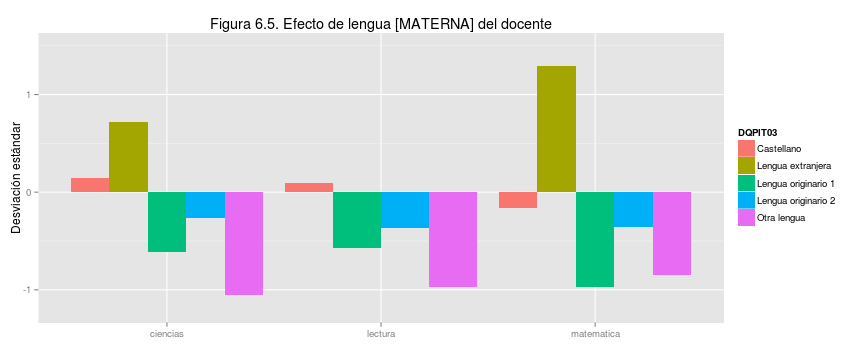 Figura 6.5. Efecto de lengua [MATERNA] del docente
Desviación estándar
1
0
-1
ciencias
lectura
matematica
DQPIT03
Castellano
Lengua extranjera
Lengua originario 1
Lengua originario 2
Otra lengua